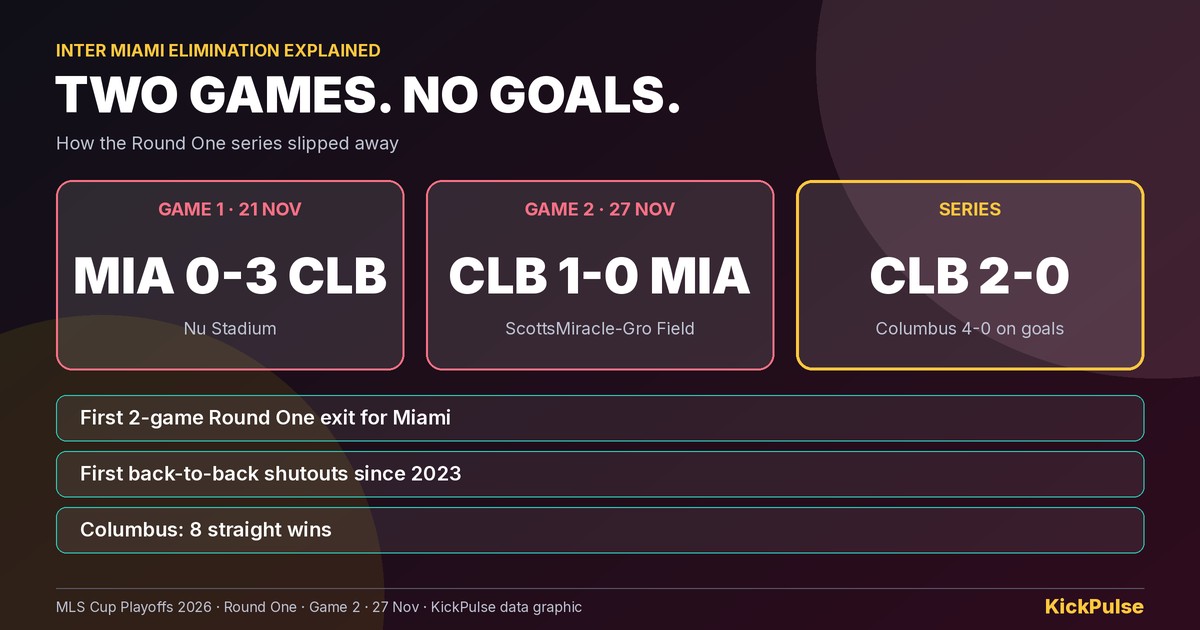 INTER MIAMI ELIMINATION EXPLAINED
TWO GAMES. NO GOALS.
How the Round One series slipped away
GAME 1 · 21 NOV
MIA 0-3 CLB
Nu Stadium
GAME 2 · 27 NOV
CLB 1-0 MIA
ScottsMiracle-Gro Field
SERIES
CLB 2-0
Columbus 4-0 on goals
First 2-game Round One exit for Miami
First back-to-back shutouts since 2023
Columbus: 8 straight wins
MLS Cup Playoffs 2026 · Round One · Game 2 · 27 Nov · KickPulse data graphic
KickPulse